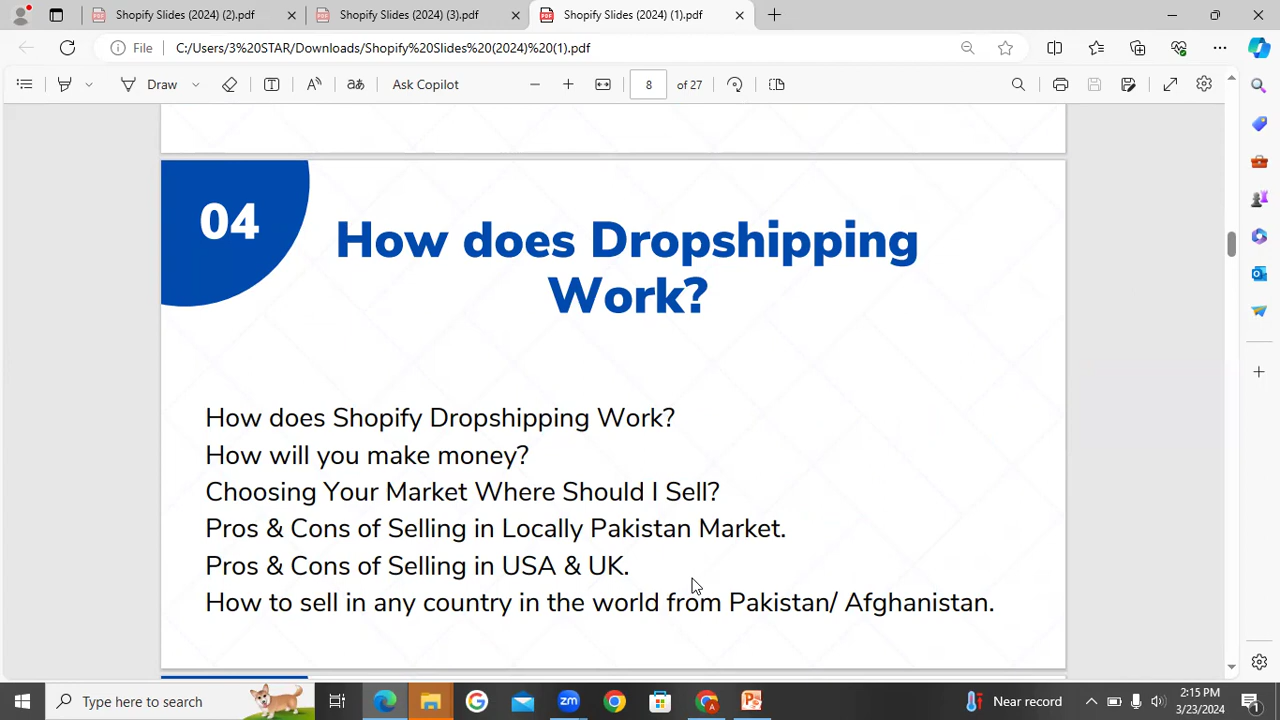 Shopify Slides (2024) (2).pdf
Shopify Slides (2024) (3).pdf
Shopify Slides (2024) (1).pdf
File
C:/Users/3%20STAR/Downloads/Shopify%20Slides%20(2024)%20(1).pdf
Draw
Ask Copilot
8
of 27
04
How does Dropshipping
Work?
How does Shopify Dropshipping Work?
How will you make money?
Choosing Your Market Where Should I Sell?
Pros & Cons of Selling in Locally Pakistan Market.
Pros & Cons of Selling in USA & UK.
How to sell in any country in the world from Pakistan/ Afghanistan.
Type here to search
Near record
2:15 PM
3/23/2024